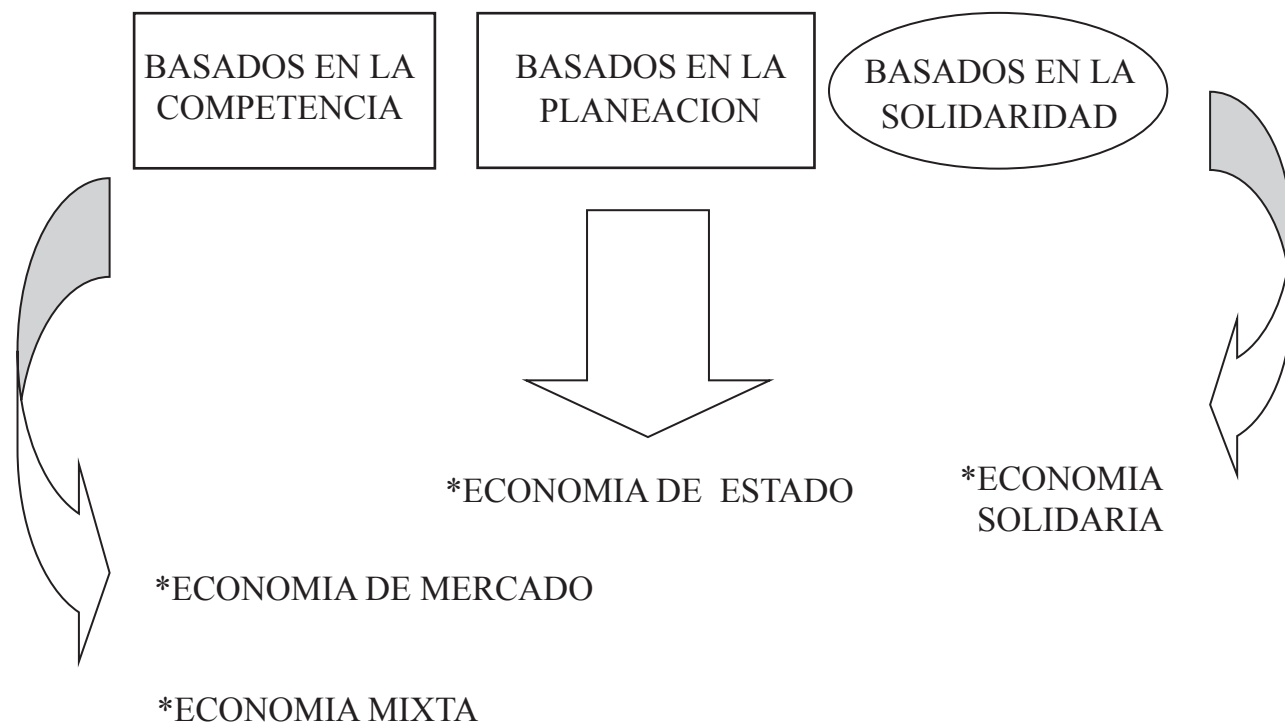 BASADOS EN LA
COMPETENCIA
BASADOS EN LA
PLANEACION
BASADOS EN LA
SOLIDARIDAD
*ECONOMIA DE ESTADO
*ECONOMIA
SOLIDARIA
*ECONOMIA DE MERCADO
*ECONOMIA MIXTA